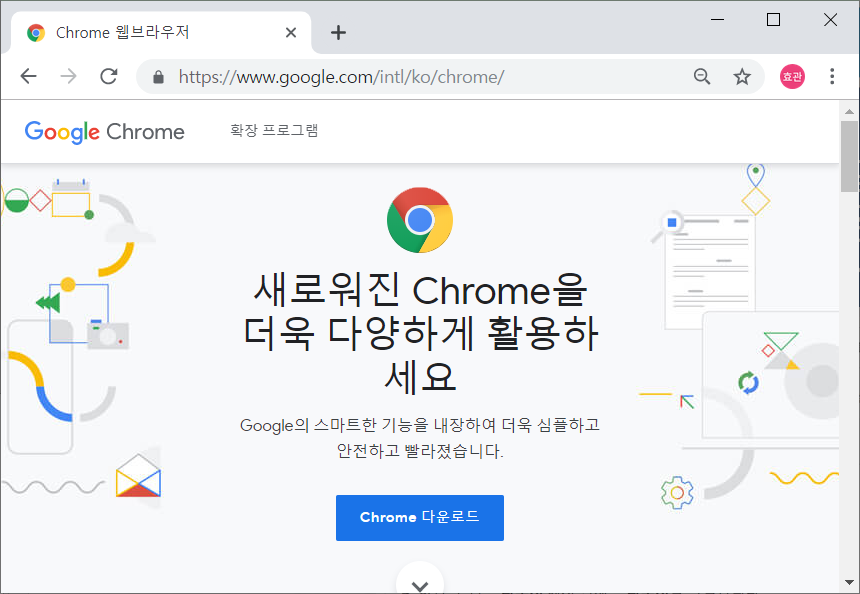 Chrome 웹브라우저
https://www.google.com/intl/ko/chrome/
효관
Google Chrome
확장 프로그램
새로워진 Chrome을
더욱 다양하게 활용하
세요
Google의 스마트한 기능을 내장하여 더욱 심플하고
안전하고 빨라졌습니다.
Chrome 다운로드